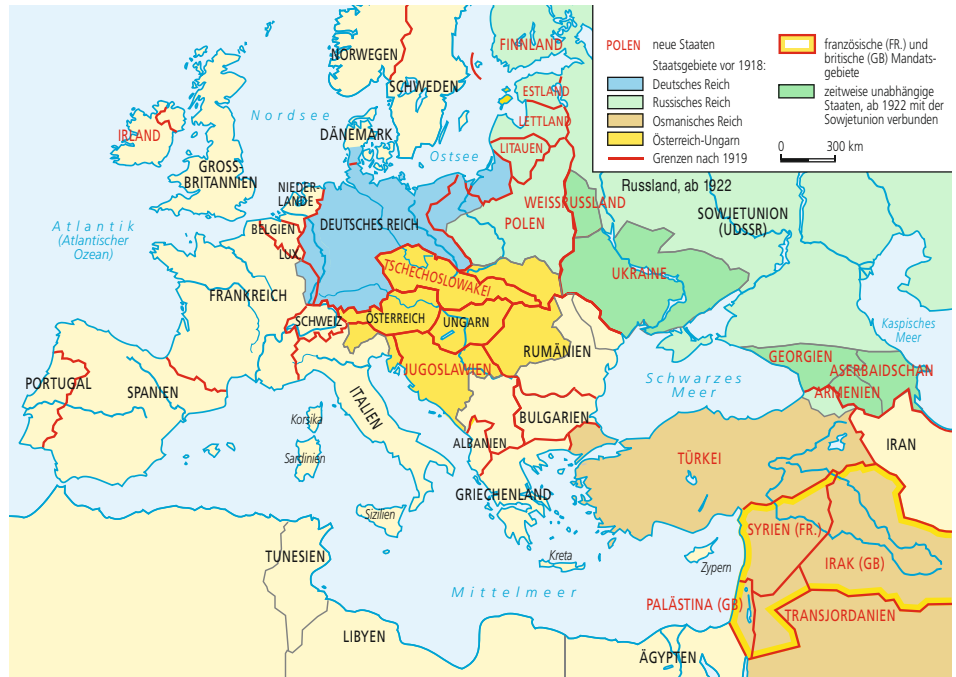 POLEN neue Staaten
Staatsgebiete vor 1918:
Deutsches Reich
Russisches Reich
Osmanisches Reich
Österreich-Ungarn
Grenzen nach 1919
französische (FR.) und
britische (GB) Mandats-
gebiete
zeitweise unabhängige
Staaten, ab 1922 mit der
Sowjetunion verbunden
0 300 km
NORWEGEN
FINNLAND
SCHWEDEN
ESTLAND
Nordsee
LETTLAND
IRLAND
DÄNEMARK
LITAUEN
Ostsee
GROSS-
BRITANNIEN
Russland, ab 1922
NIEDER-
LANDE
WEISSRUSSLAND
SOWJETUNION
(UDSSR)
Atlantik
(Atlantischer
Ozean)
BELGIEN
DEUTSCHES REICH
POLEN
LUX.
TSCHECHOSLOWAKEI
UKRAINE
FRANKREICH
SCHWEIZ
ÖSTERREICH
UNGARN
Kaspisches
Meer
RUMÄNIEN
GEORGIEN
ASERBAIDSCHAN
ARMENIEN
JUGOSLAWIEN
Schwarzes
Meer
PORTUGAL
SPANIEN
ITALIEN
Korsika
BULGARIEN
ALBANIEN
IRAN
Sardinien
TÜRKEI
GRIECHENLAND
Sizilien
SYRIEN (FR.)
TUNESIEN
Kreta
Zypern
IRAK (GB)
Mittelmeer
PALÄSTINA (GB)
TRANSJORDANIEN
LIBYEN
ÄGYPTEN